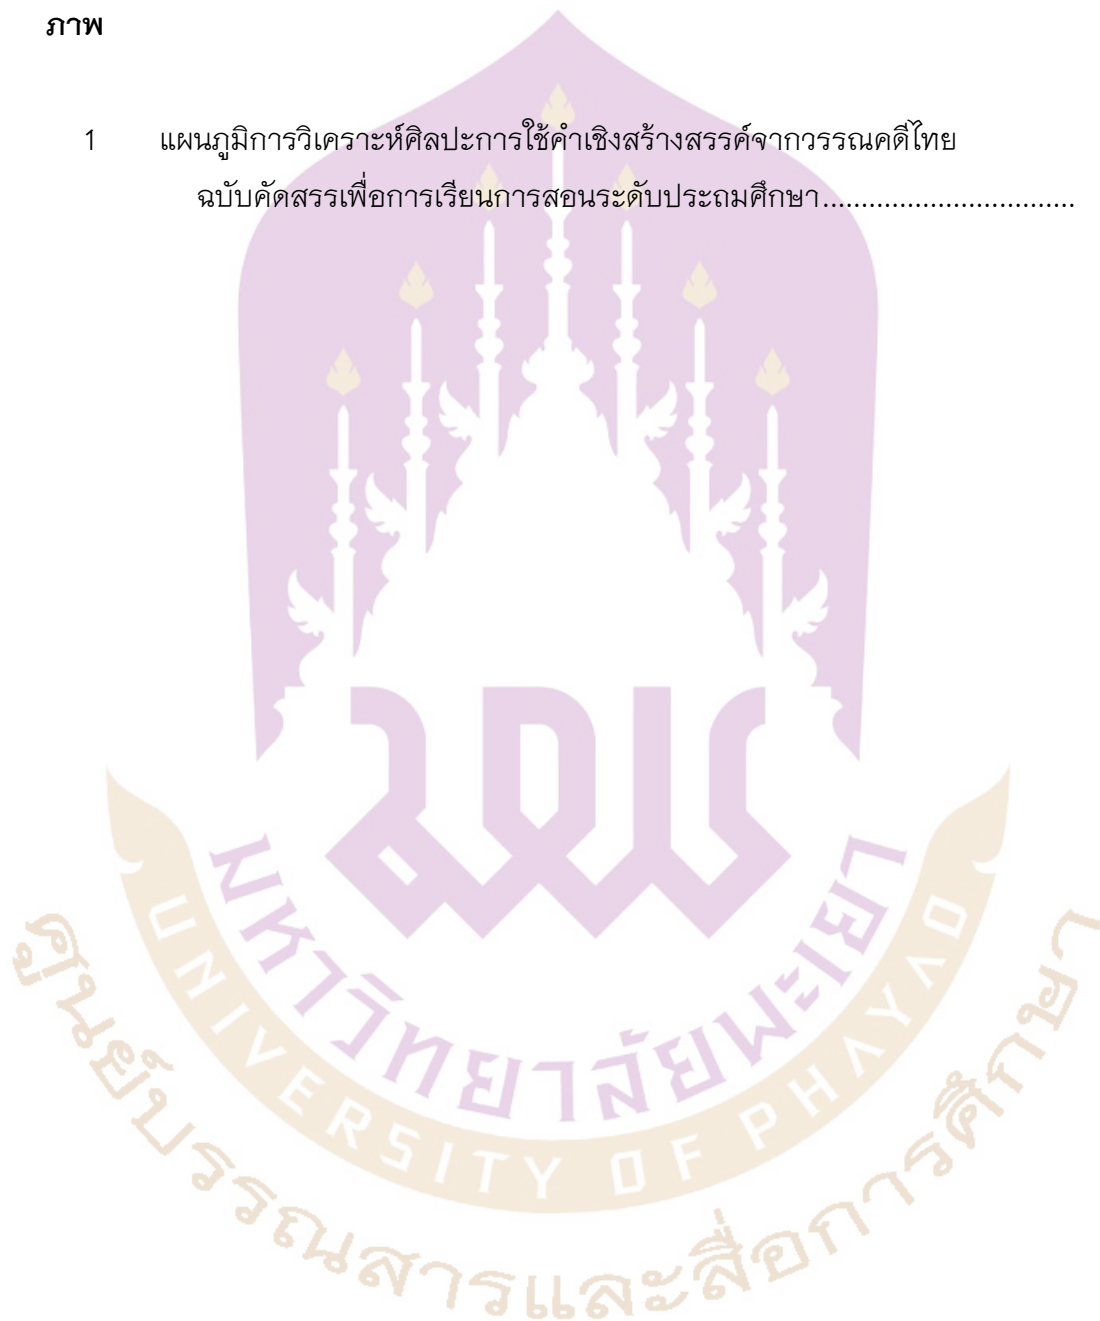 ภาพ
1 แผนภูมิการวิเคราะห์ศิลปะการใช้คำเชิงสร้างสรรค์จากวรรณคดีไทย
ฉบับคัดสรรเพื่อการเรียนการสอนระดับประถมศึกษา.................................
มพ
มหาวิทยาลัยพะเยา
UNIVERSITY OF PHAYAO
ศูนย์บรรณสารและสื่อการศึกษา